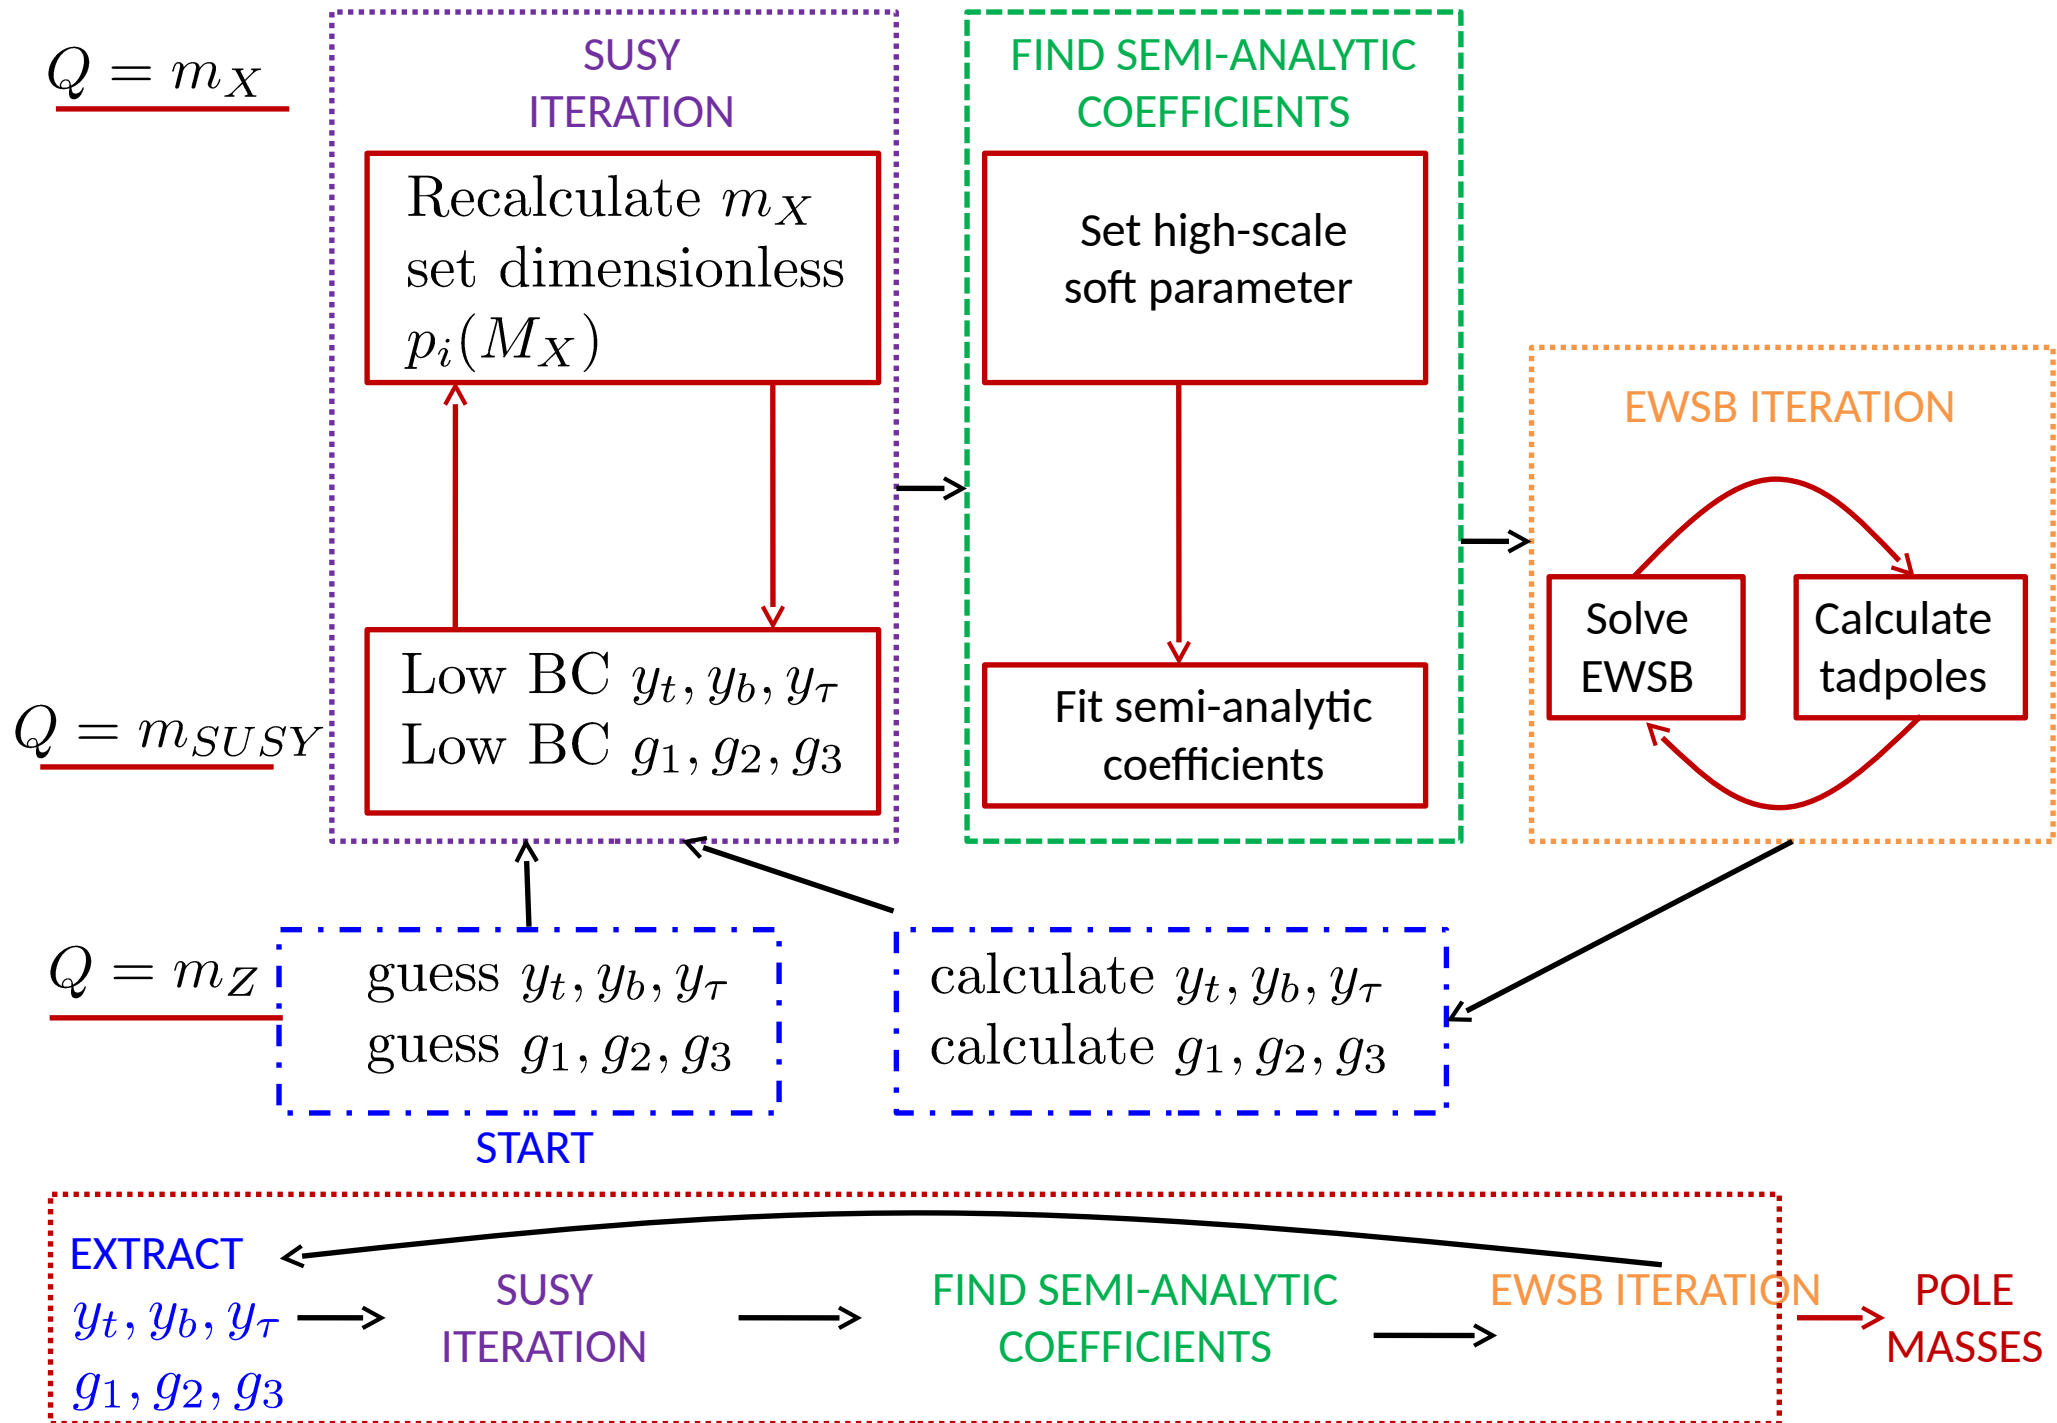 Q = m_X
SUSY
ITERATION
Recalculate m_X
set dimensionless
p_i(M_X)
FIND SEMI-ANALYTIC
COEFFICIENTS
Set high-scale
soft parameter
EWSB ITERATION
Solve
EWSB
Calculate
tadpoles
Q = m_{SUSY}
Low BC y_t, y_b, y_τ
Low BC g_1, g_2, g_3
Fit semi-analytic
coefficients
Q = m_Z
guess y_t, y_b, y_τ
guess g_1, g_2, g_3
START
calculate y_t, y_b, y_τ
calculate g_1, g_2, g_3
EXTRACT
y_t, y_b, y_τ
g_1, g_2, g_3
SUSY
ITERATION
FIND SEMI-ANALYTIC
COEFFICIENTS
EWSB ITERATION
POLE
MASSES